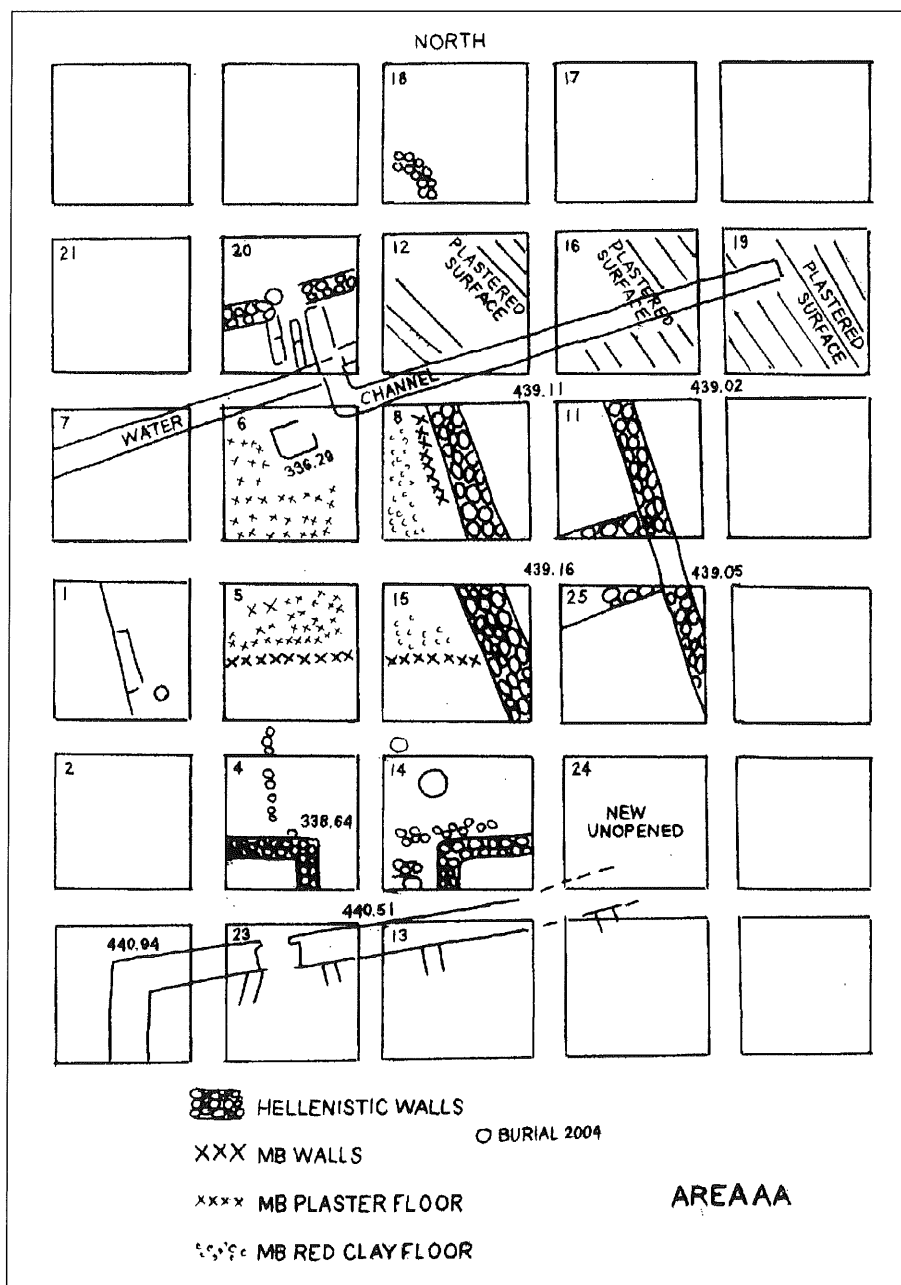 NORTH
18
17
21
20
12
PLASTERED
SURFACE
16
PLASTERED
SURFACE
19
PLASTERED
SURFACE
WATER
CHANNEL
439.11
439.02
7
6
336.29
8
11
439.16
439.05
1
5
15
25
2
4
338.64
14
24
NEW
UNOPENED
440.94
23
440.51
13
HELLENISTIC WALLS
BURIAL 2004
XXX MB WALLS
xxxx MB PLASTER FLOOR
MB RED CLAY FLOOR
AREA AA